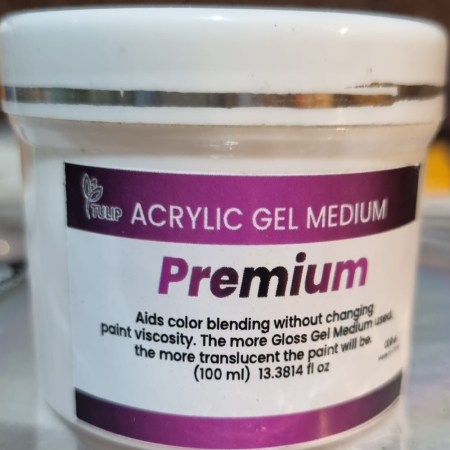 TULIP
ACRYLIC GEL MEDIUM
Premium
Aids color blending without changing
paint viscosity. The more Gloss Gel Medium used,
the more translucent the paint will be.
(100 ml) 13.3814 fl oz